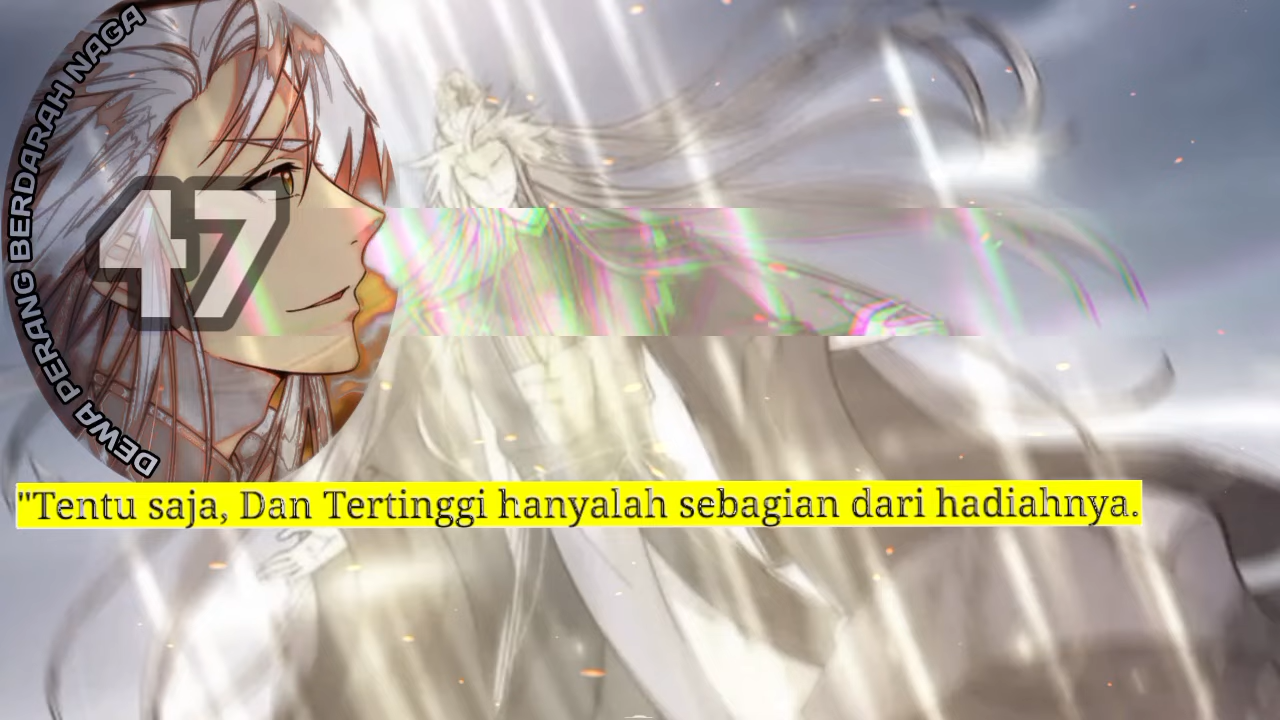 DEWA PERANG BERDARAH NAGA
47
"Tentu saja, Dan Tertinggi hanyalah sebagian dari hadiahnya.